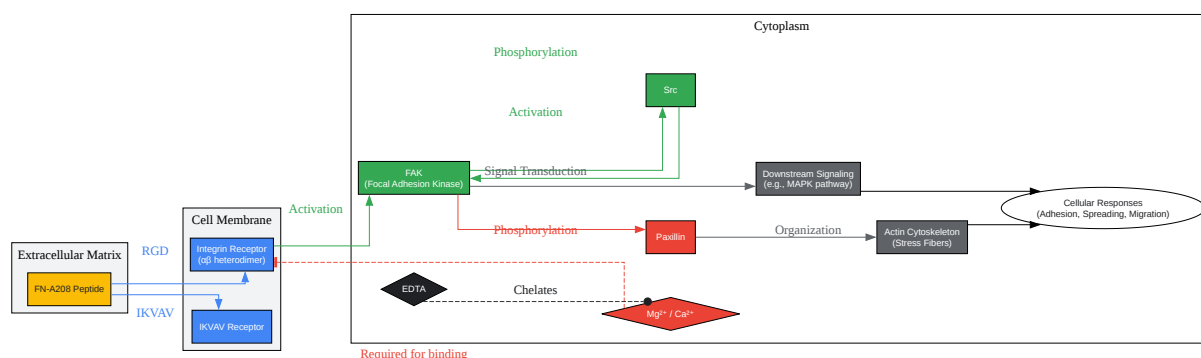 Cytoplasm
Phosphorylation
Src
Activation
FAK
(Focal Adhesion Kinase)
Signal Transduction
Downstream Signaling
(e.g., MAPK pathway)
Cellular Responses
(Adhesion, Spreading, Migration)
Activation
Cell Membrane
Phosphorylation
Paxillin
Organization
Actin Cytoskeleton
(Stress Fibers)
Extracellular Matrix
RGD
Integrin Receptor
(αβ heterodimer)
FN-A208 Peptide
EDTA
Chelates
IKVAV
IKVAV Receptor
Mg²⁺ / Ca²⁺
Required for binding